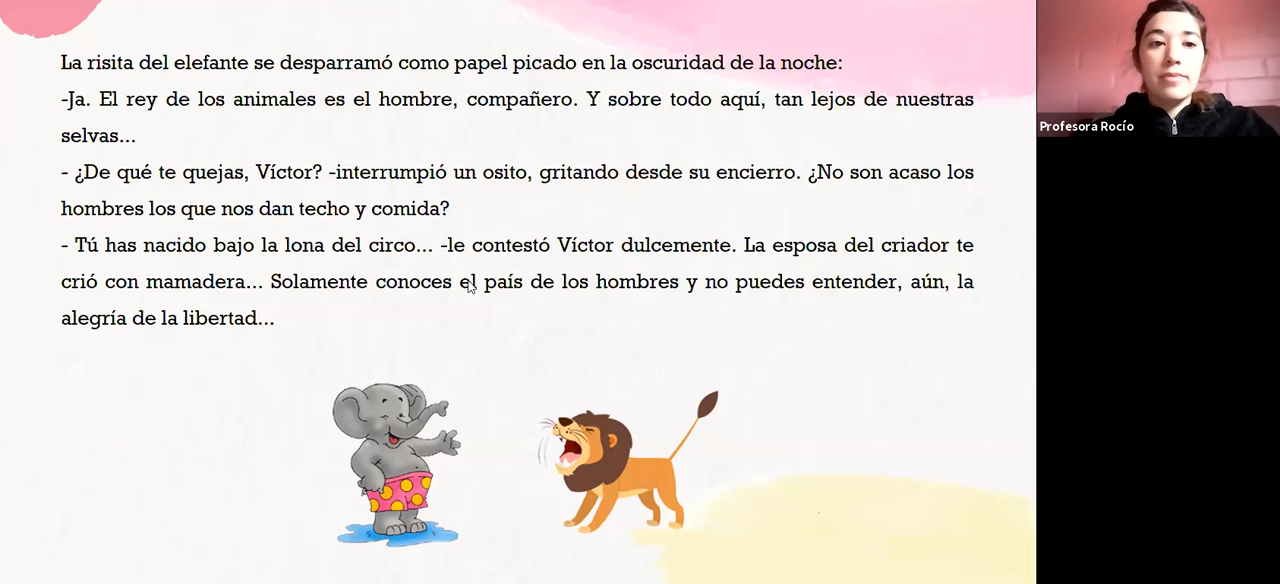 La risita del elefante se desparramó como papel picado en la oscuridad de la noche:
-Ja. El rey de los animales es el hombre, compañero. Y sobre todo aquí, tan lejos de nuestras
selvas...
- ¿De qué te quejas, Víctor? -interrumpió un osito, gritando desde su encierro. ¿No son acaso los
hombres los que nos dan techo y comida?
- Tú has nacido bajo la lona del circo... -le contestó Víctor dulcemente. La esposa del criador te
crió con mamadera... Solamente conoces el país de los hombres y no puedes entender, aún, la
alegría de la libertad...
Profesora Rocío